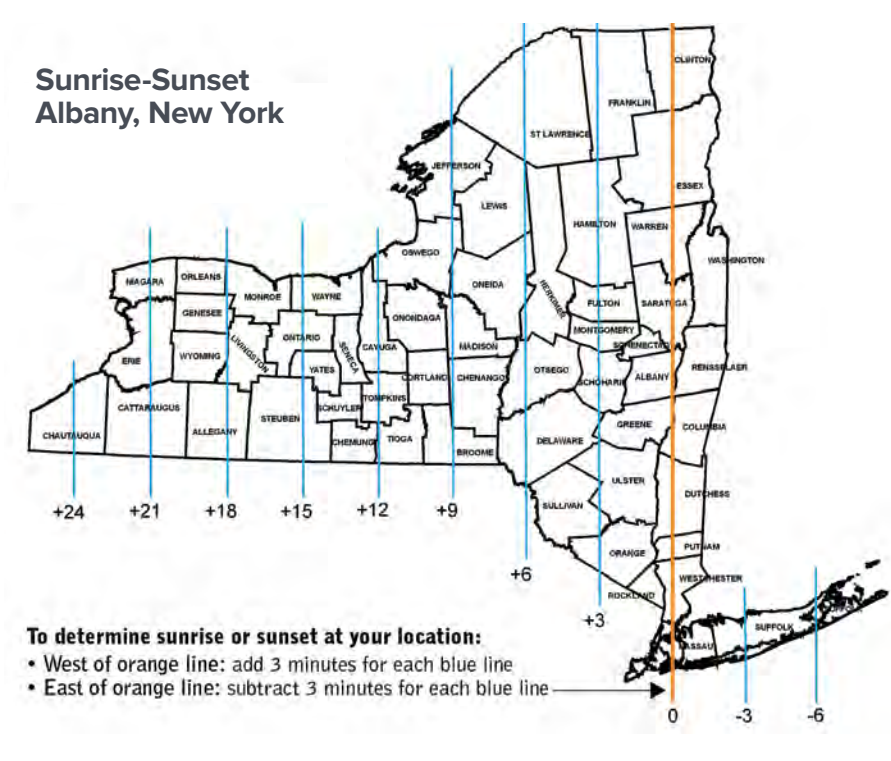 Sunrise-Sunset
Albany, New York
CLINTON
FRANKLIN
ST LAWRENCE
JEFFERSON
ESSEX
LEWIS
HAMILTON
WARREN
OSWEGO
WASHINGTON
NIAGARA
ORLEANS
ONEIDA
HERKIMER
MONROE
WAYNE
FULTON
SARATOGA
GENESEE
ONONDAGA
MONTGOMERY
LIVINGSTON
ONTARIO
SENECA
CAYUGA
MADISON
SCHENECTADY
ERIE
WYOMING
YATES
CORTLAND
CHENANGO
OTSEGO
SCHOHARIE
ALBANY
RENSSELAER
CATTARAUGUS
STEUBEN
SCHUYLER
TOMPKINS
CHAUTAUQUA
ALLEGANY
CHEMUNG
TIOGA
BROOME
DELAWARE
GREENE
COLUMBIA
ULSTER
DUTCHESS
SULLIVAN
+24
+21
+18
+15
+12
+9
ORANGE
PUTNAM
+6
WESTCHESTER
ROCKLAND
+3
SUFFOLK
NASSAU
To determine sunrise or sunset at your location:
• West of orange line: add 3 minutes for each blue line
• East of orange line: subtract 3 minutes for each blue line
0
-3
-6